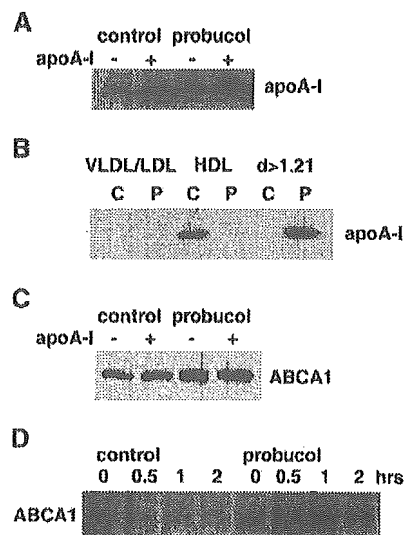 A
control probucol
apoA-I - + - +
apoA-I
B
VLDL/LDL HDL d>1.21
C P C P C P
apoA-I
C
control probucol
apoA-I - + - +
ABCA1
D
control probucol
0 0.5 1 2 0 0.5 1 2 hrs
ABCA1